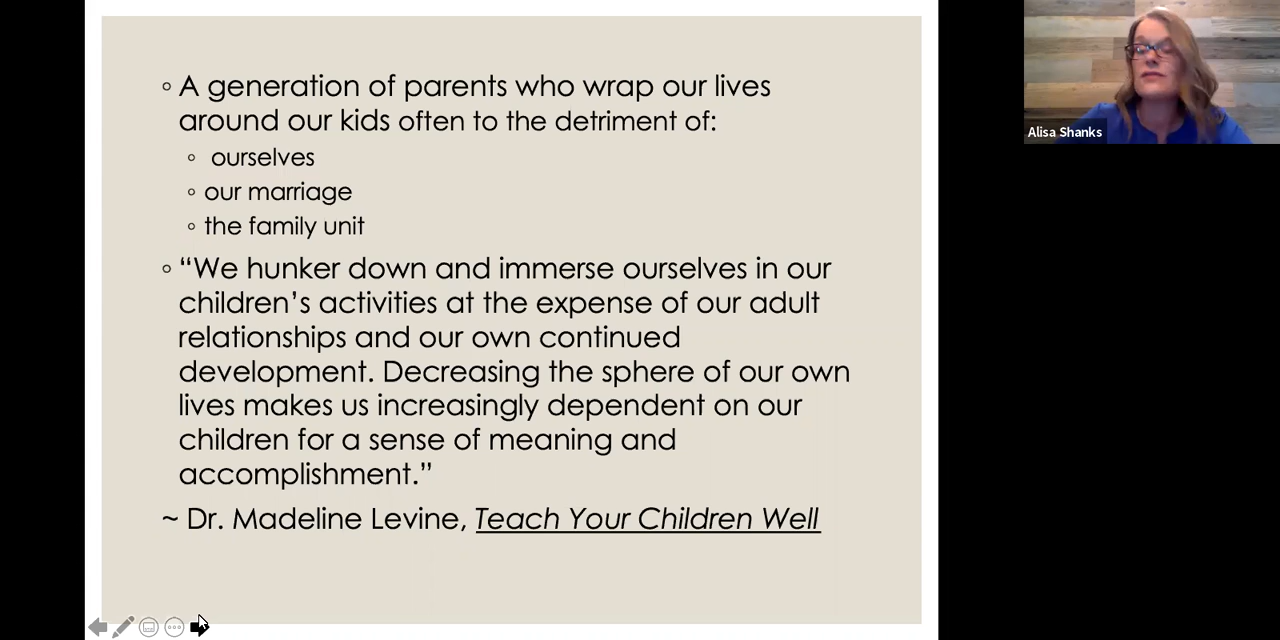 ◦ A generation of parents who wrap our lives
around our kids often to the detriment of:
◦ ourselves
◦ our marriage
◦ the family unit
◦ “We hunker down and immerse ourselves in our
children’s activities at the expense of our adult
relationships and our own continued
development. Decreasing the sphere of our own
lives makes us increasingly dependent on our
children for a sense of meaning and
accomplishment.”
~ Dr. Madeline Levine, Teach Your Children Well
Alisa Shanks